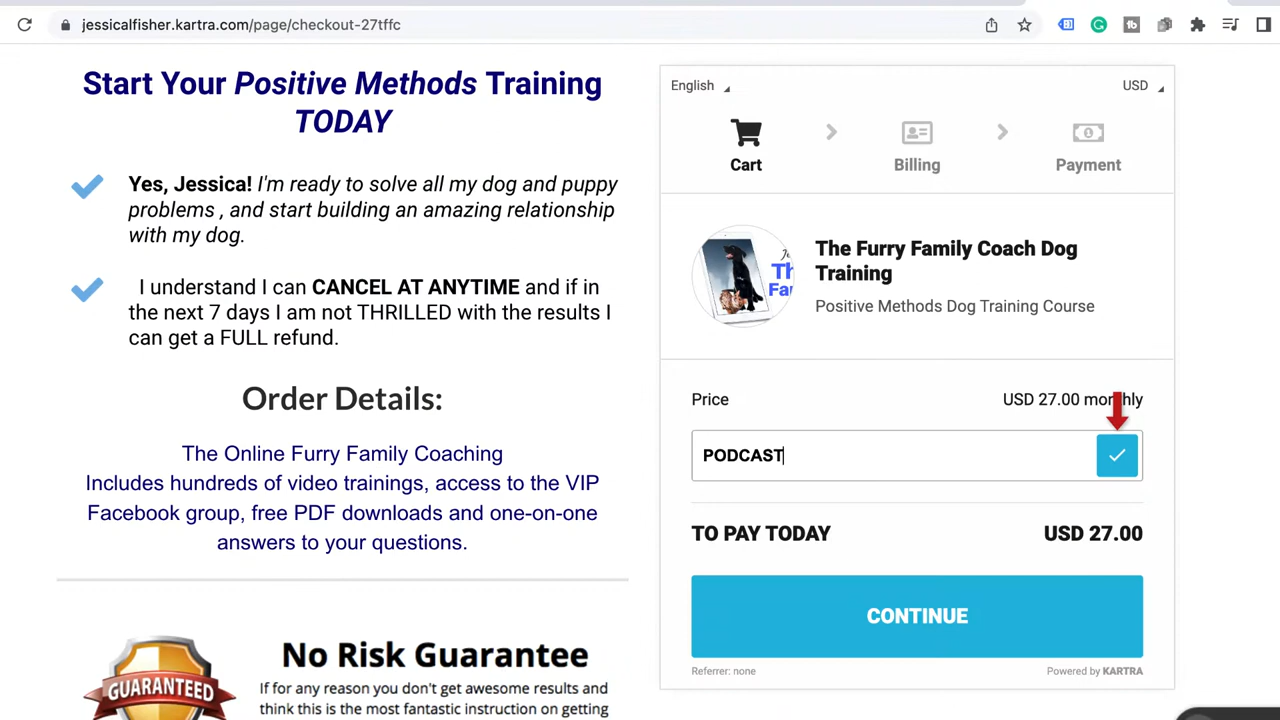 jessicalfisher.kartra.com/page/checkout-27tffc
Start Your Positive Methods Training
TODAY
Yes, Jessica! I'm ready to solve all my dog and puppy
problems , and start building an amazing relationship
with my dog.
I understand I can CANCEL AT ANYTIME and if in
the next 7 days I am not THRILLED with the results I
can get a FULL refund.
Order Details:
The Online Furry Family Coaching
Includes hundreds of video trainings, access to the VIP
Facebook group, free PDF downloads and one-on-one
answers to your questions.
GUARANTEED
No Risk Guarantee
If for any reason you don't get awesome results and
think this is the most fantastic instruction on getting
English
USD
Cart
Billing
Payment
The Furry Family Coach Dog
Training
Positive Methods Dog Training Course
Price
USD 27.00 monthly
PODCAST
TO PAY TODAY
USD 27.00
CONTINUE
Referrer: none
Powered by KARTRA